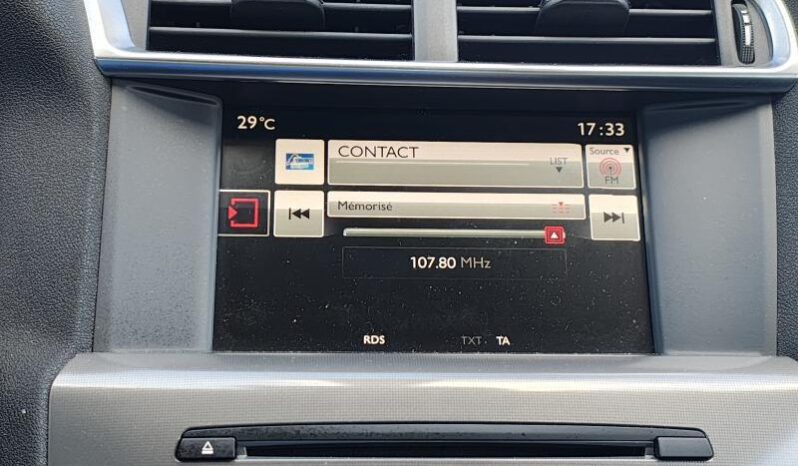 29°C
17:33
CONTACT
LIST
Source
FM
Mémorisé
107.80 MHz
RDS
TXT
TA